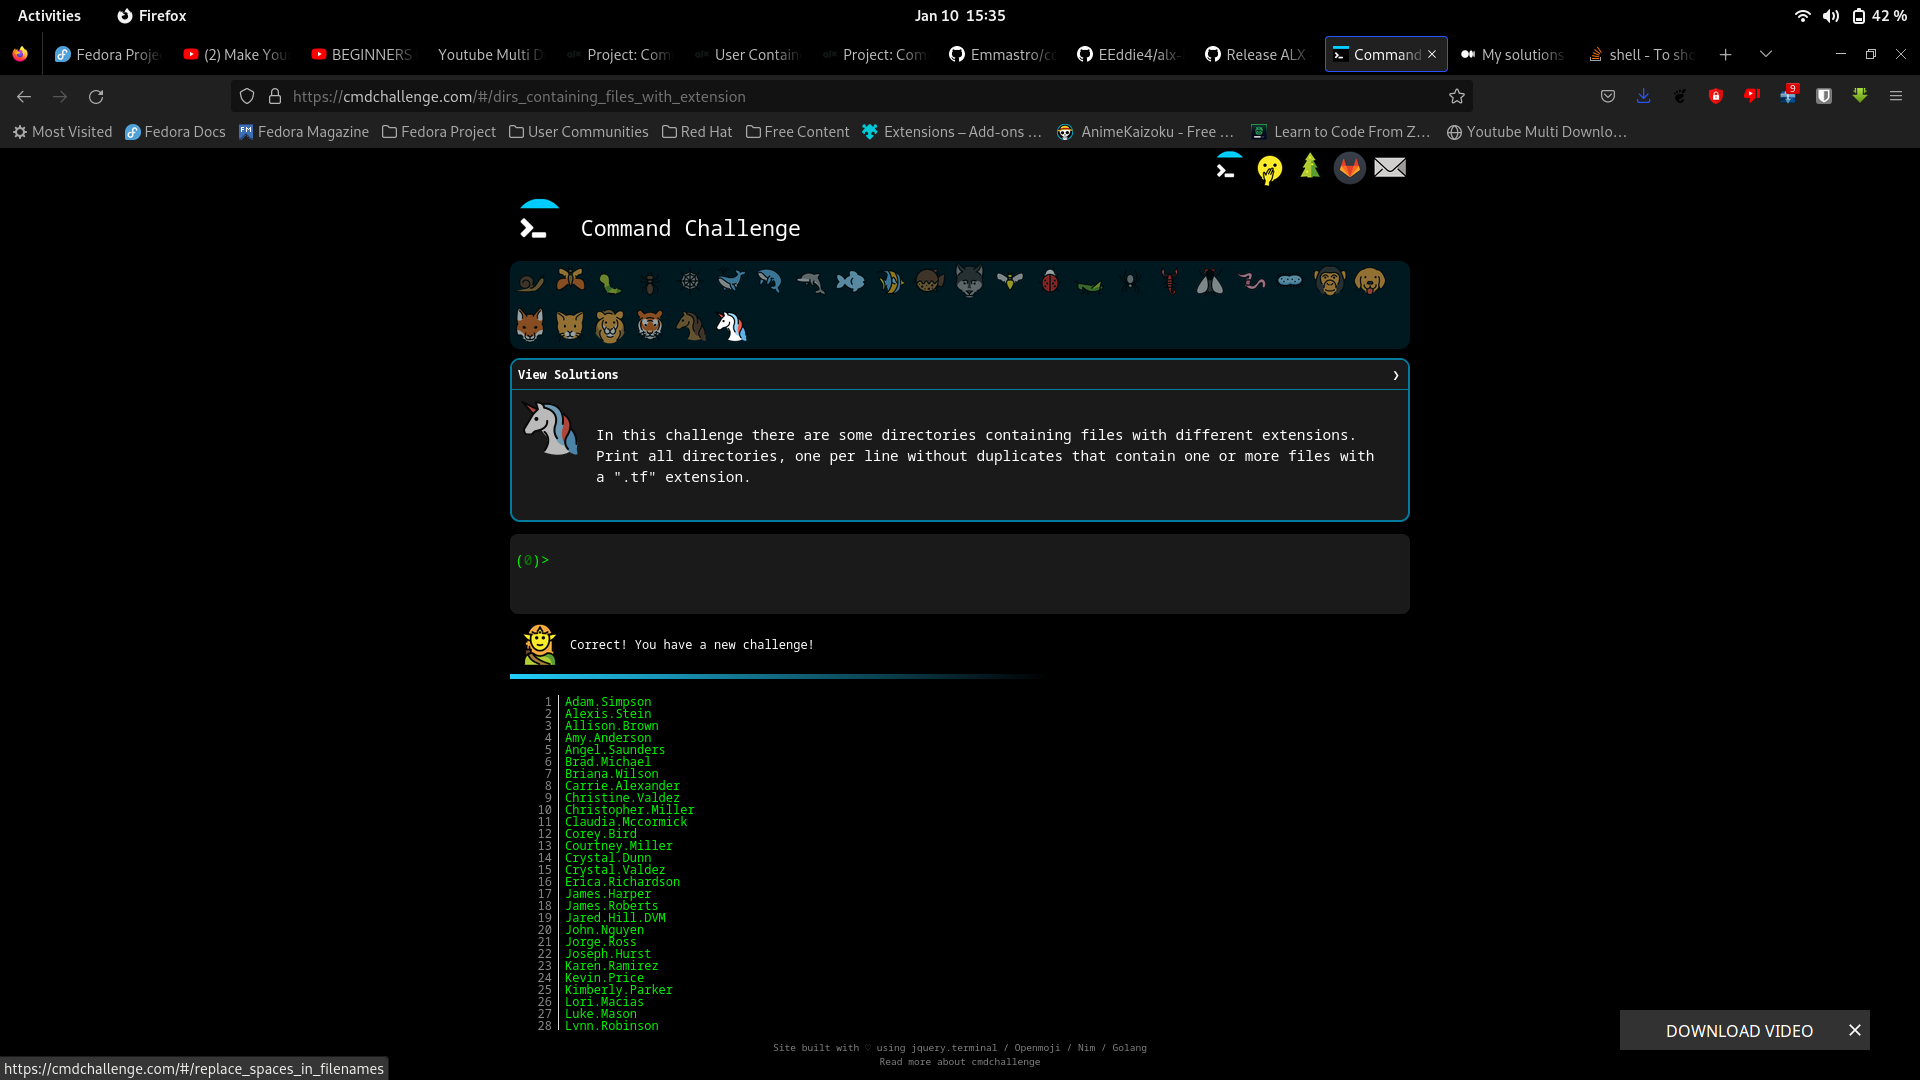 Activities Firefox Jan 10 15:35 42 %
Fedora Proje (2) Make You BEGINNERS Youtube Multi D Project: Com User Contain Project: Com Emmastro/co EEddie4/alx- Release ALX Command My solutions shell - To sho
https://cmdchallenge.com/#/dirs_containing_files_with_extension 9
Most Visited Fedora Docs Fedora Magazine Fedora Project User Communities Red Hat Free Content Extensions – Add-ons ... AnimeKaizoku - Free ... Learn to Code From Z... Youtube Multi Downlo...
Command Challenge
View Solutions
In this challenge there are some directories containing files with different extensions.
Print all directories, one per line without duplicates that contain one or more files with
a ".tf" extension.
(0)>
Correct! You have a new challenge!
1 Adam.Simpson
2 Alexis.Stein
3 Allison.Brown
4 Amy.Anderson
5 Angel.Saunders
6 Brad.Michael
7 Briana.Wilson
8 Carrie.Alexander
9 Christine.Valdez
10 Christopher.Miller
11 Claudia.Mccormick
12 Corey.Bird
13 Courtney.Miller
14 Crystal.Dunn
15 Crystal.Valdez
16 Erica.Richardson
17 James.Harper
18 James.Roberts
19 Jared.Hill.DVM
20 John.Nguyen
21 Jorge.Ross
22 Joseph.Hurst
23 Karen.Ramirez
24 Kevin.Price
25 Kimberly.Parker
26 Lori.Macias
27 Luke.Mason
28 Lynn.Robinson
DOWNLOAD VIDEO
Site built with ♡ using jquery.terminal / Openmoji / Nim / Golang
Read more about cmdchallenge
https://cmdchallenge.com/#/replace_spaces_in_filenames